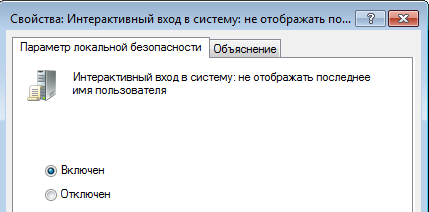 Свойства: Интерактивный вход в систему: не отображать по...
Параметр локальной безопасности
Объяснение
Интерактивный вход в систему: не отображать последнее
имя пользователя
Включен
Отключен